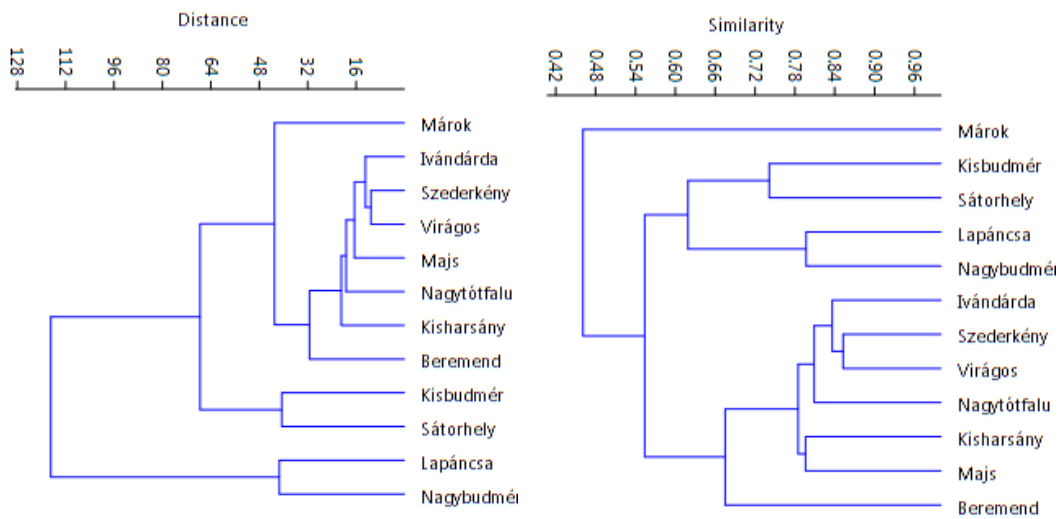 Distance
128 112 96 80 64 48 32 16
Márok
Ivándárda
Szederkény
Virágos
Majs
Nagytótfalu
Kisharsány
Beremend
Kisbudmér
Sátorhely
Lapáncsa
Nagybudmér
Similarity
0.42 0.48 0.54 0.60 0.66 0.72 0.78 0.84 0.90 0.96
Márok
Kisbudmér
Sátorhely
Lapáncsa
Nagybudmér
Ivándárda
Szederkény
Virágos
Nagytótfalu
Kisharsány
Majs
Beremend